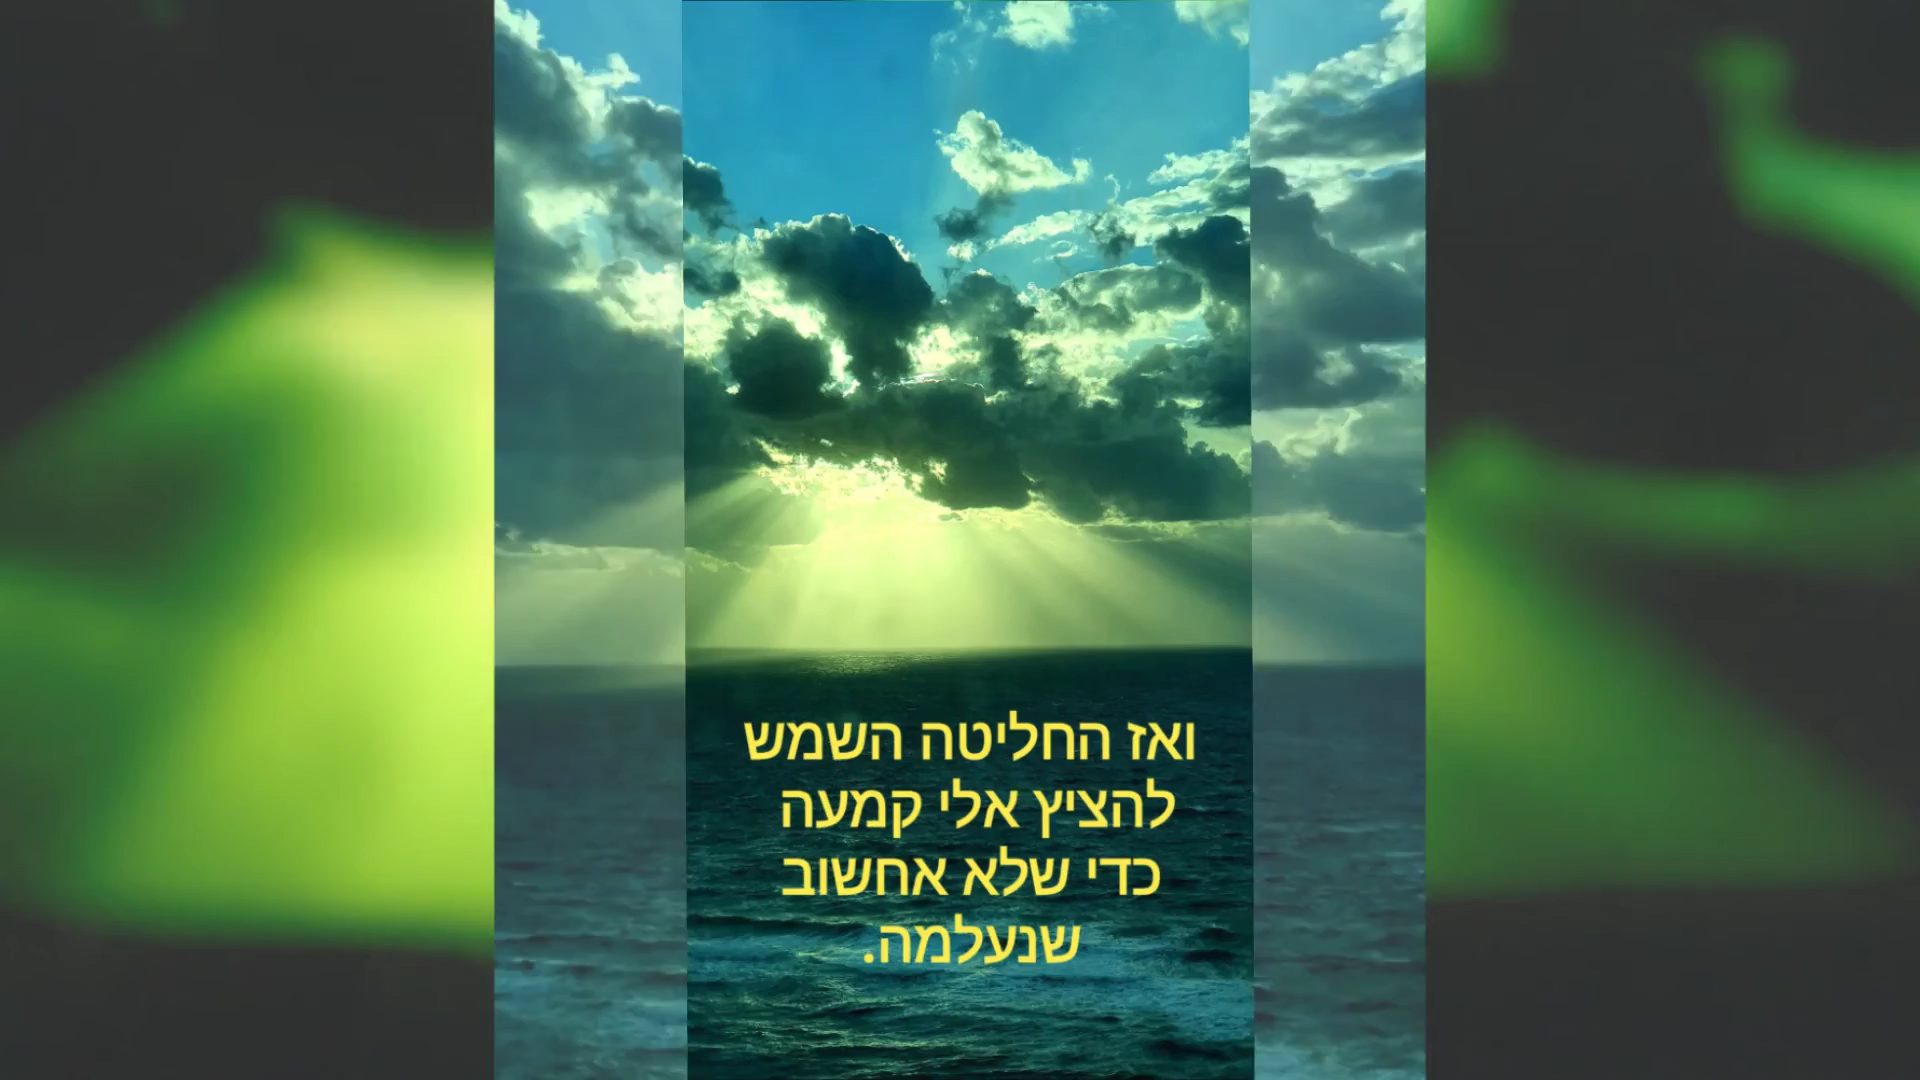 ואז החליטה השמש
להציץ אלי קמעה
כדי שלא אחשוב
שנעלמה.